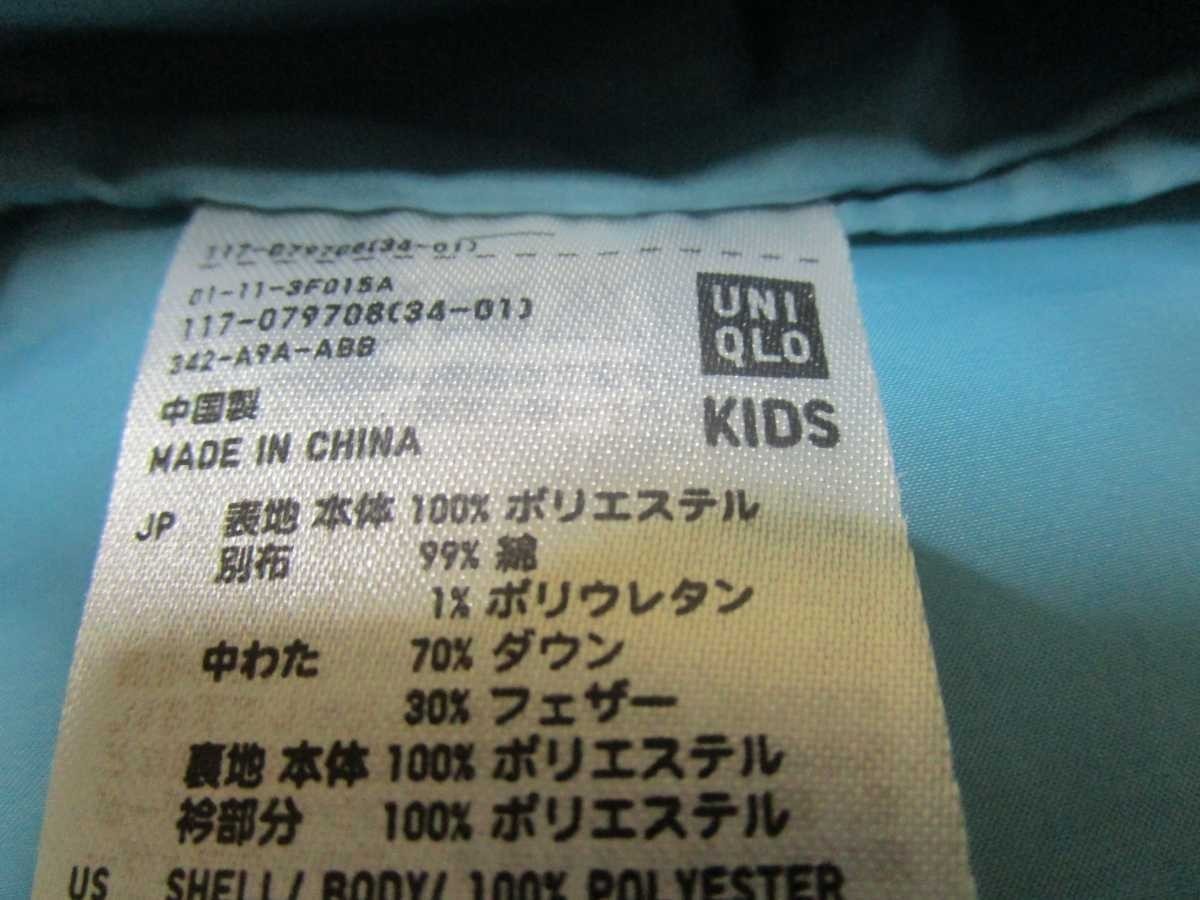 117-079708(34-01)
01-11-3F015A
117-079708(34-01)
342-A9A-ABB
UNI
QLO
KIDS
中国製
MADE IN CHINA
JP 表地 本体 100% ポリエステル
別布 99% 綿
1% ポリウレタン
中わた 70% ダウン
30% フェザー
裏地 本体 100% ポリエステル
衿部分 100% ポリエステル
US SHELL/ BODY/ 100% POLYESTER